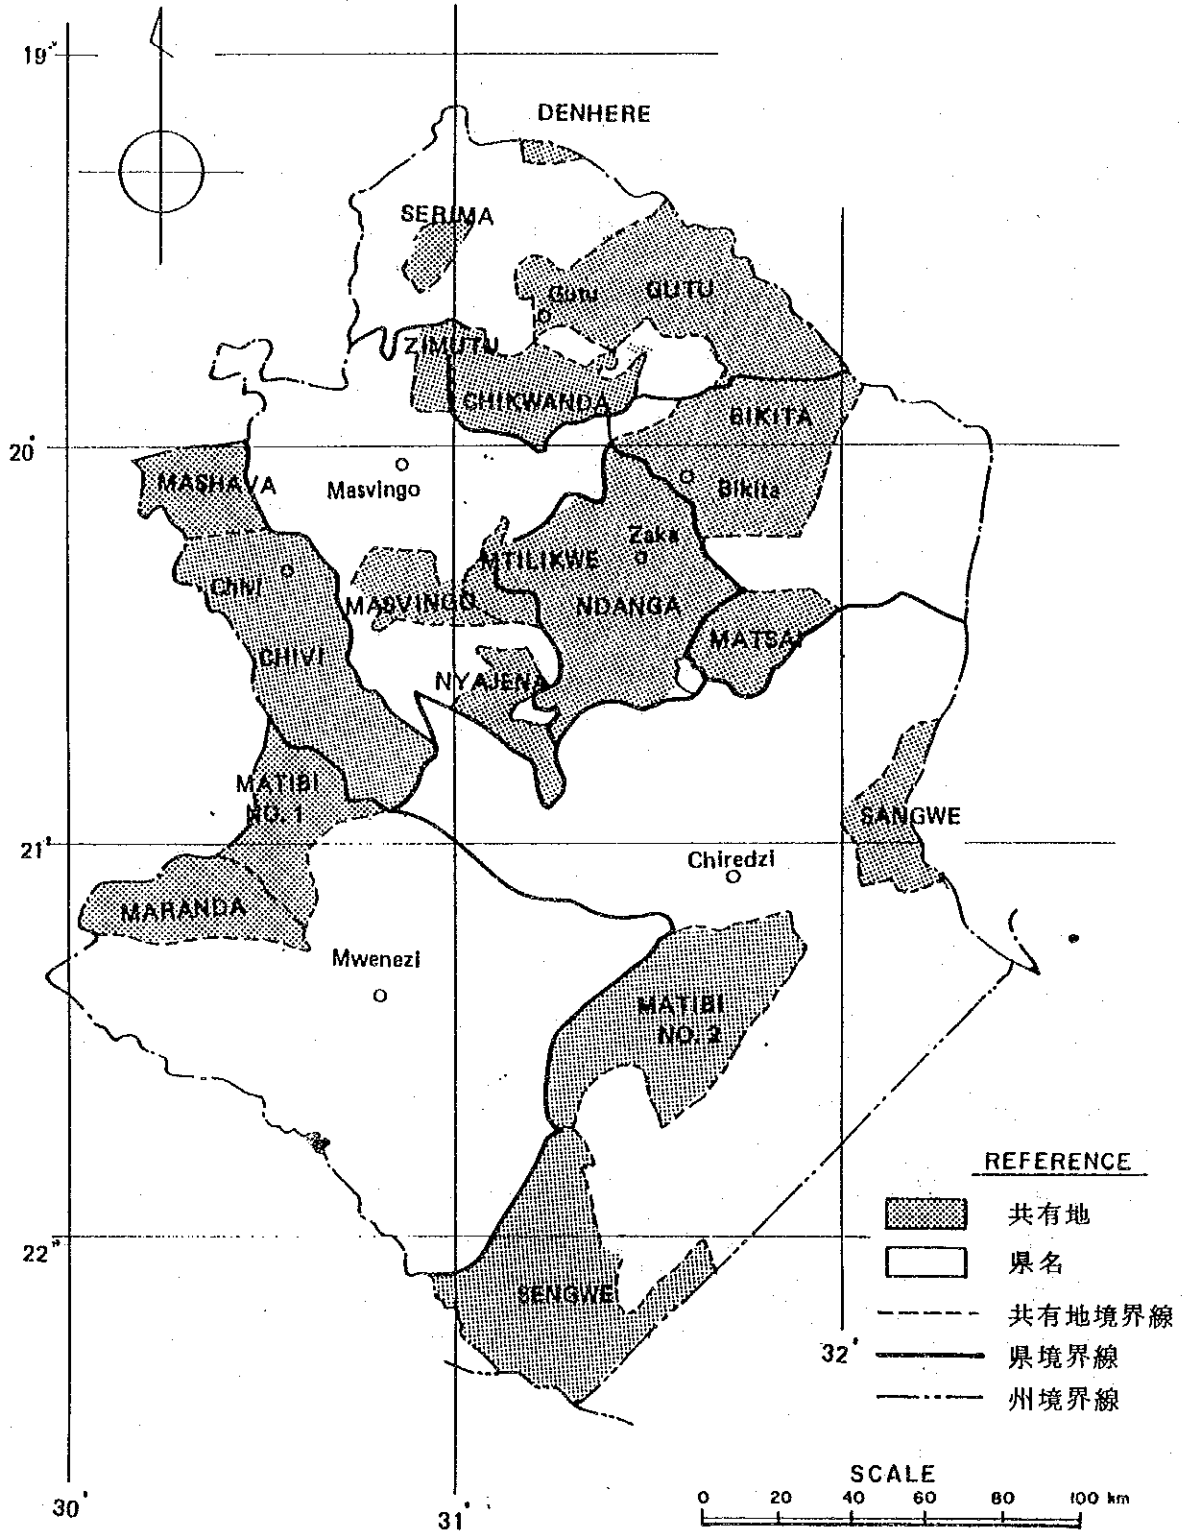 19°
DENHERE
SERIMA
Gutu
GUTU
ZIMUTU
CHIKWANDA
BIKITA
20°
MASHAVA
Masvingo
Bikita
Zaka
MTILIKWE
Chivi
MASVINGO
NDANGA
MATSAI
CHIVI
NYAJENA
MATIBI
NO. 1
SANGWE
21°
Chiredzi
MARANDA
Mwenezi
MATIBI
NO. 2
REFERENCE
共有地
22°
県名
SENGWE
共有地境界線
32°
県境界線
州境界線
SCALE
0 20 40 60 80 100 km
30°
31°